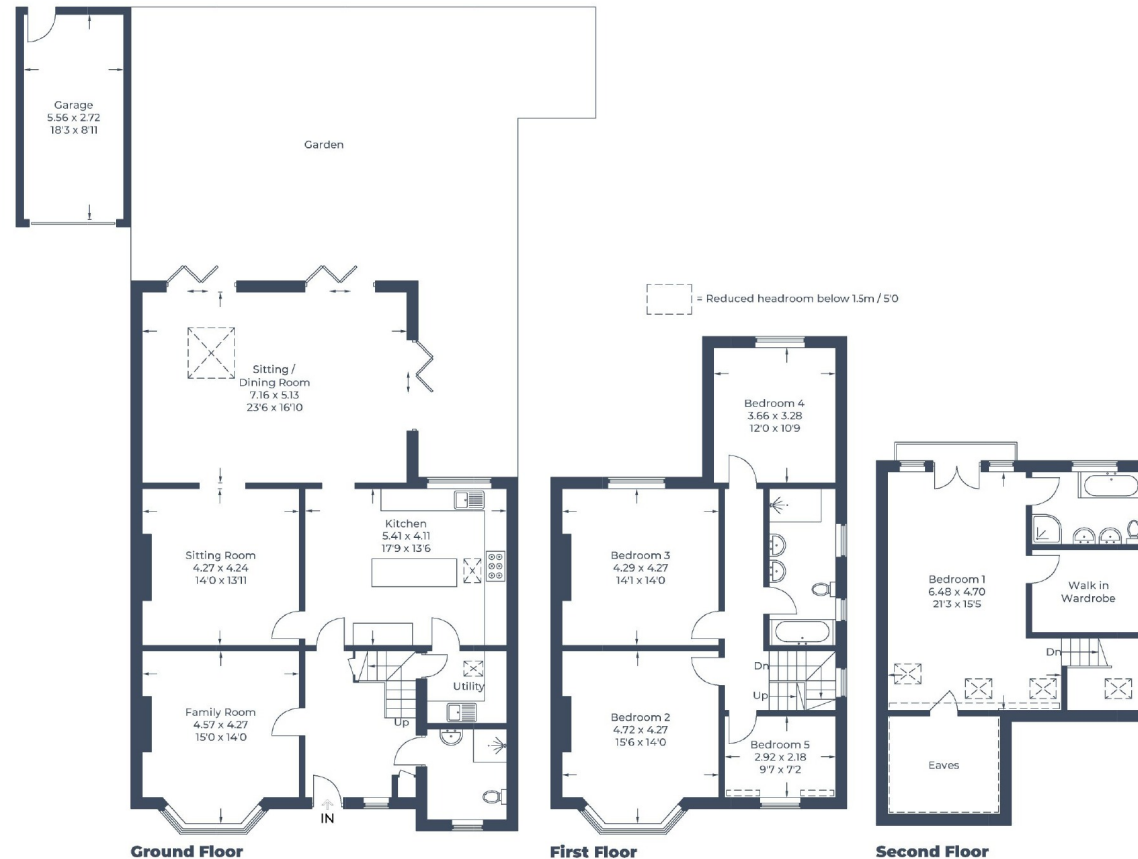 Garage
5.56 x 2.72
18'3 x 8'11
Garden
= Reduced headroom below 1.5m / 5'0
Sitting /
Dining Room
7.16 x 5.13
23'6 x 16'10
Sitting Room
4.27 x 4.24
14'0 x 13'11
Kitchen
5.41 x 4.11
17'9 x 13'6
Family Room
4.57 x 4.27
15'0 x 14'0
Utility
Up
IN
Ground Floor
Bedroom 4
3.66 x 3.28
12'0 x 10'9
Bedroom 3
4.29 x 4.27
14'1 x 14'0
Dn
Up
Bedroom 2
4.72 x 4.27
15'6 x 14'0
Bedroom 5
2.92 x 2.18
9'7 x 7'2
First Floor
Bedroom 1
6.48 x 4.70
21'3 x 15'5
Walk in
Wardrobe
Dn
Eaves
Second Floor